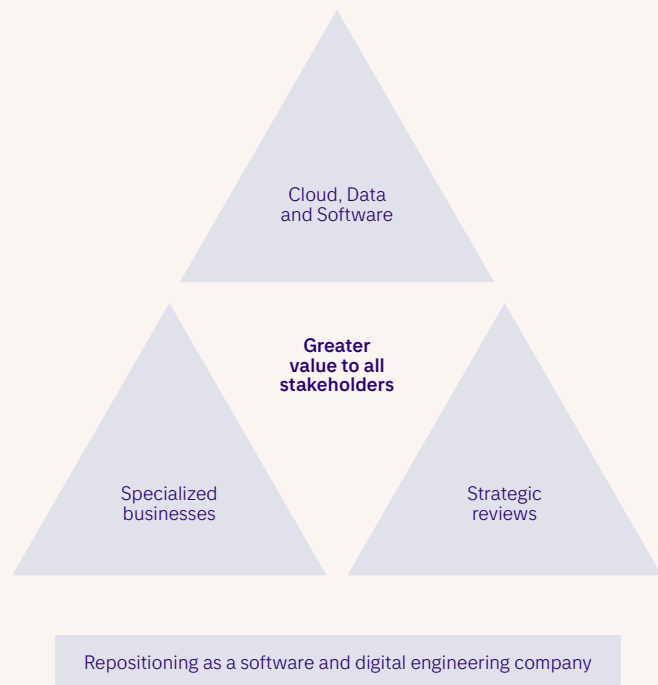 Cloud, Data
and Software
Greater
value to all
stakeholders
Specialized
businesses
Strategic
reviews
Repositioning as a software and digital engineering company